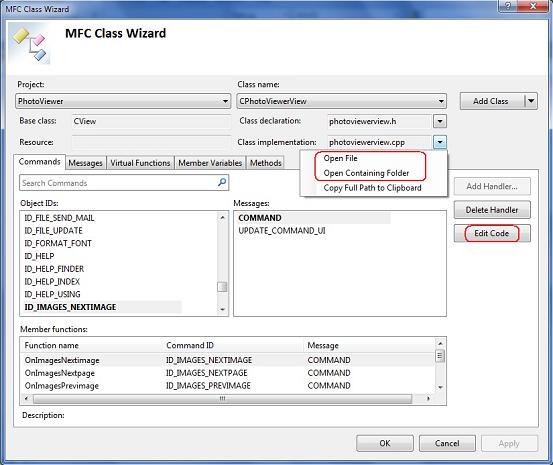 MFC Class Wizard
MFC Class Wizard
Project: Class name:
PhotoViewer CPhotoViewerView Add Class
Base class: CView Class declaration: photoviewerview.h
Resource: Class implementation: photoviewerview.cpp
Open File
Open Containing Folder
Copy Full Path to Clipboard
Commands Messages Virtual Functions Member Variables Methods
Search Commands
Add Handler...
Object IDs: Messages:
Delete Handler
Edit Code
ID_FILE_SEND_MAIL COMMAND
ID_FILE_UPDATE UPDATE_COMMAND_UI
ID_FORMAT_FONT
ID_HELP
ID_HELP_FINDER
ID_HELP_INDEX
ID_HELP_USING
ID_IMAGES_NEXTIMAGE
Member functions:
Function name Command ID Message
OnImagesNextimage ID_IMAGES_NEXTIMAGE COMMAND
OnImagesNextpage ID_IMAGES_NEXTPAGE COMMAND
OnImagesPrevimage ID_IMAGES_PREVIMAGE COMMAND
Description:
OK Cancel Apply